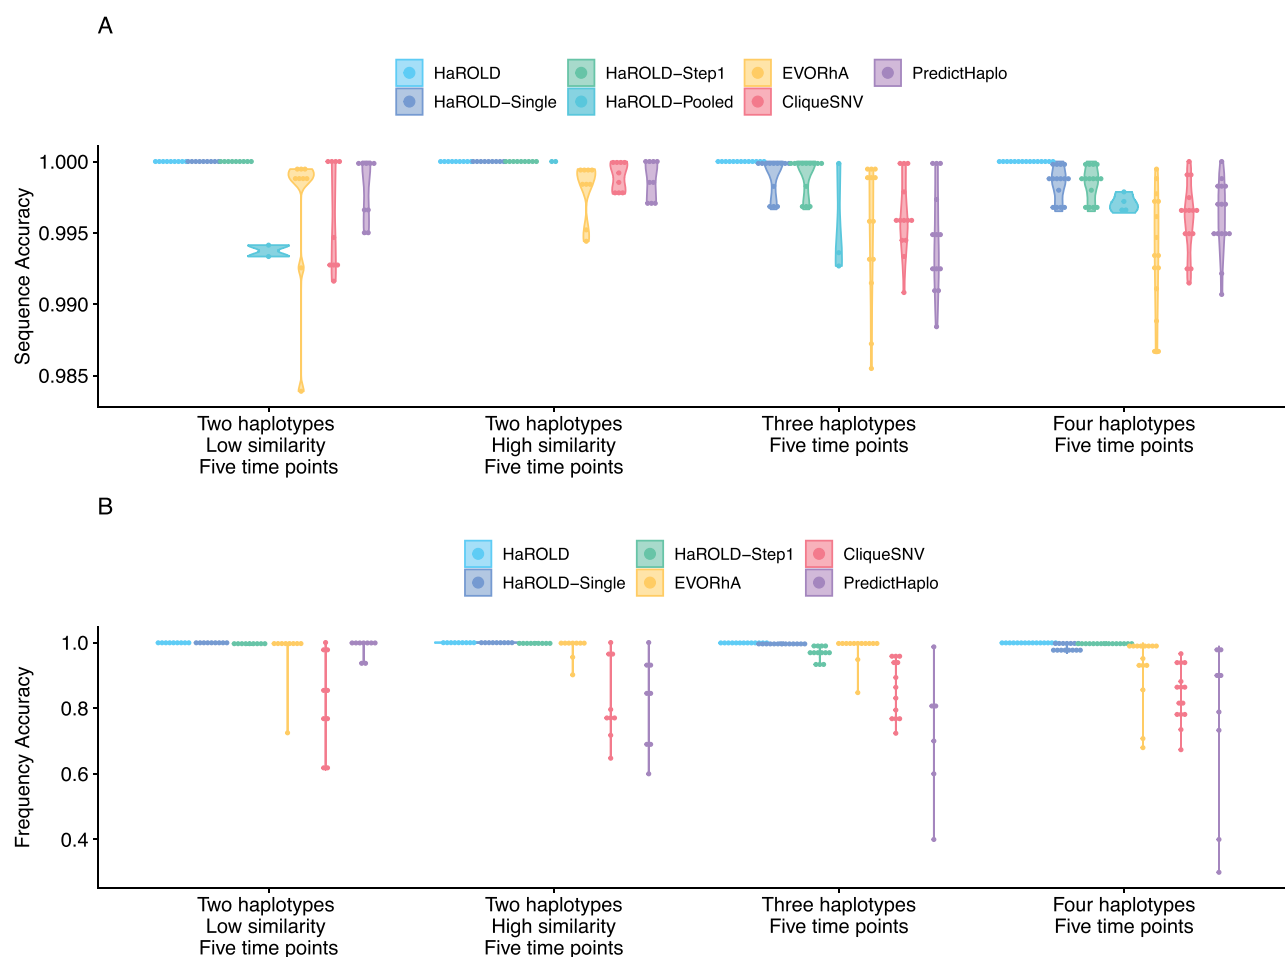 A
HaROLD
HaROLD−Step1
EVORhA
PredictHaplo
HaROLD−Single
HaROLD−Pooled
CliqueSNV
Sequence Accuracy
1.000
0.995
0.990
0.985
Two haplotypes
Low similarity
Five time points
Two haplotypes
High similarity
Five time points
Three haplotypes
Five time points
Four haplotypes
Five time points
B
HaROLD
HaROLD−Step1
CliqueSNV
HaROLD−Single
EVORhA
PredictHaplo
Frequency Accuracy
1.0
0.8
0.6
0.4
Two haplotypes
Low similarity
Five time points
Two haplotypes
High similarity
Five time points
Three haplotypes
Five time points
Four haplotypes
Five time points